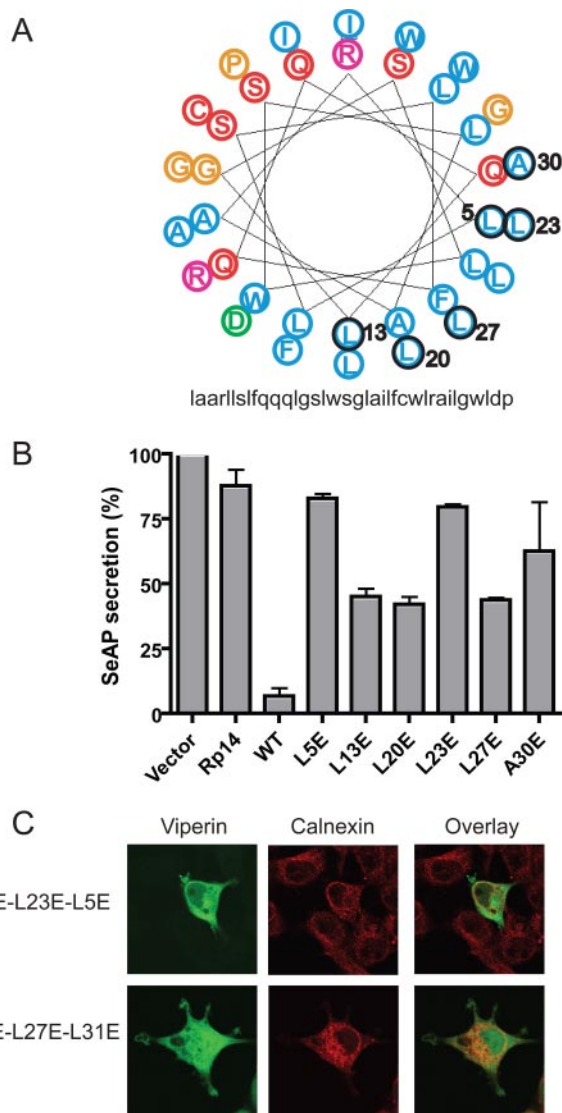 A
I
I W
R
P Q S W
S L
C G
S L
G G Q A 30
A A 5 L L 23
R Q L L
W F
D L A L 27
L 13
F L L 20
laarllslfqqqlgslwsglailfcwlrailgwldp
B
SeAP secretion (%)
100
75
50
25
0
Vector Rp14 WT L5E L13E L20E L23E L27E A30E
C
Viperin Calnexin Overlay
E-L23E-L5E
E-L27E-L31E